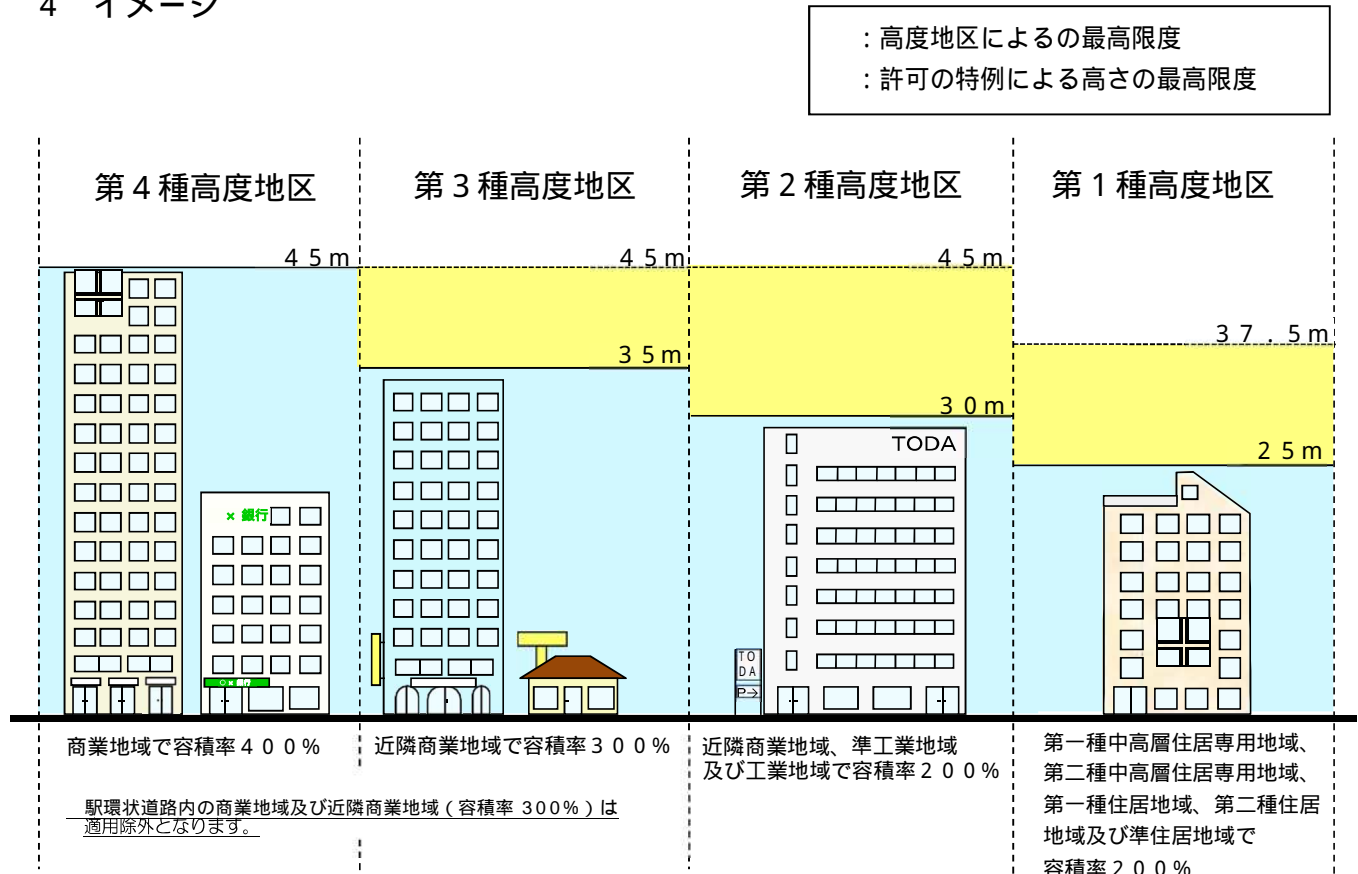 4　イメージ
：高度地区によるの最高限度
：許可の特例による高さの最高限度
第４種高度地区
第３種高度地区
第２種高度地区
第１種高度地区
４５ｍ
４５ｍ
４５ｍ
３７．５ｍ
３５ｍ
３０ｍ
２５ｍ
TODA
× 銀行
○× 銀行
TO
DA
P→
商業地域で容積率４００％
近隣商業地域で容積率３００％
近隣商業地域、準工業地域
及び工業地域で容積率２００％
第一種中高層住居専用地域、
第二種中高層住居専用地域、
第一種住居地域、第二種住居
地域及び準住居地域で
容積率２００％
駅環状道路内の商業地域及び近隣商業地域（容積率 300％）は
適用除外となります。